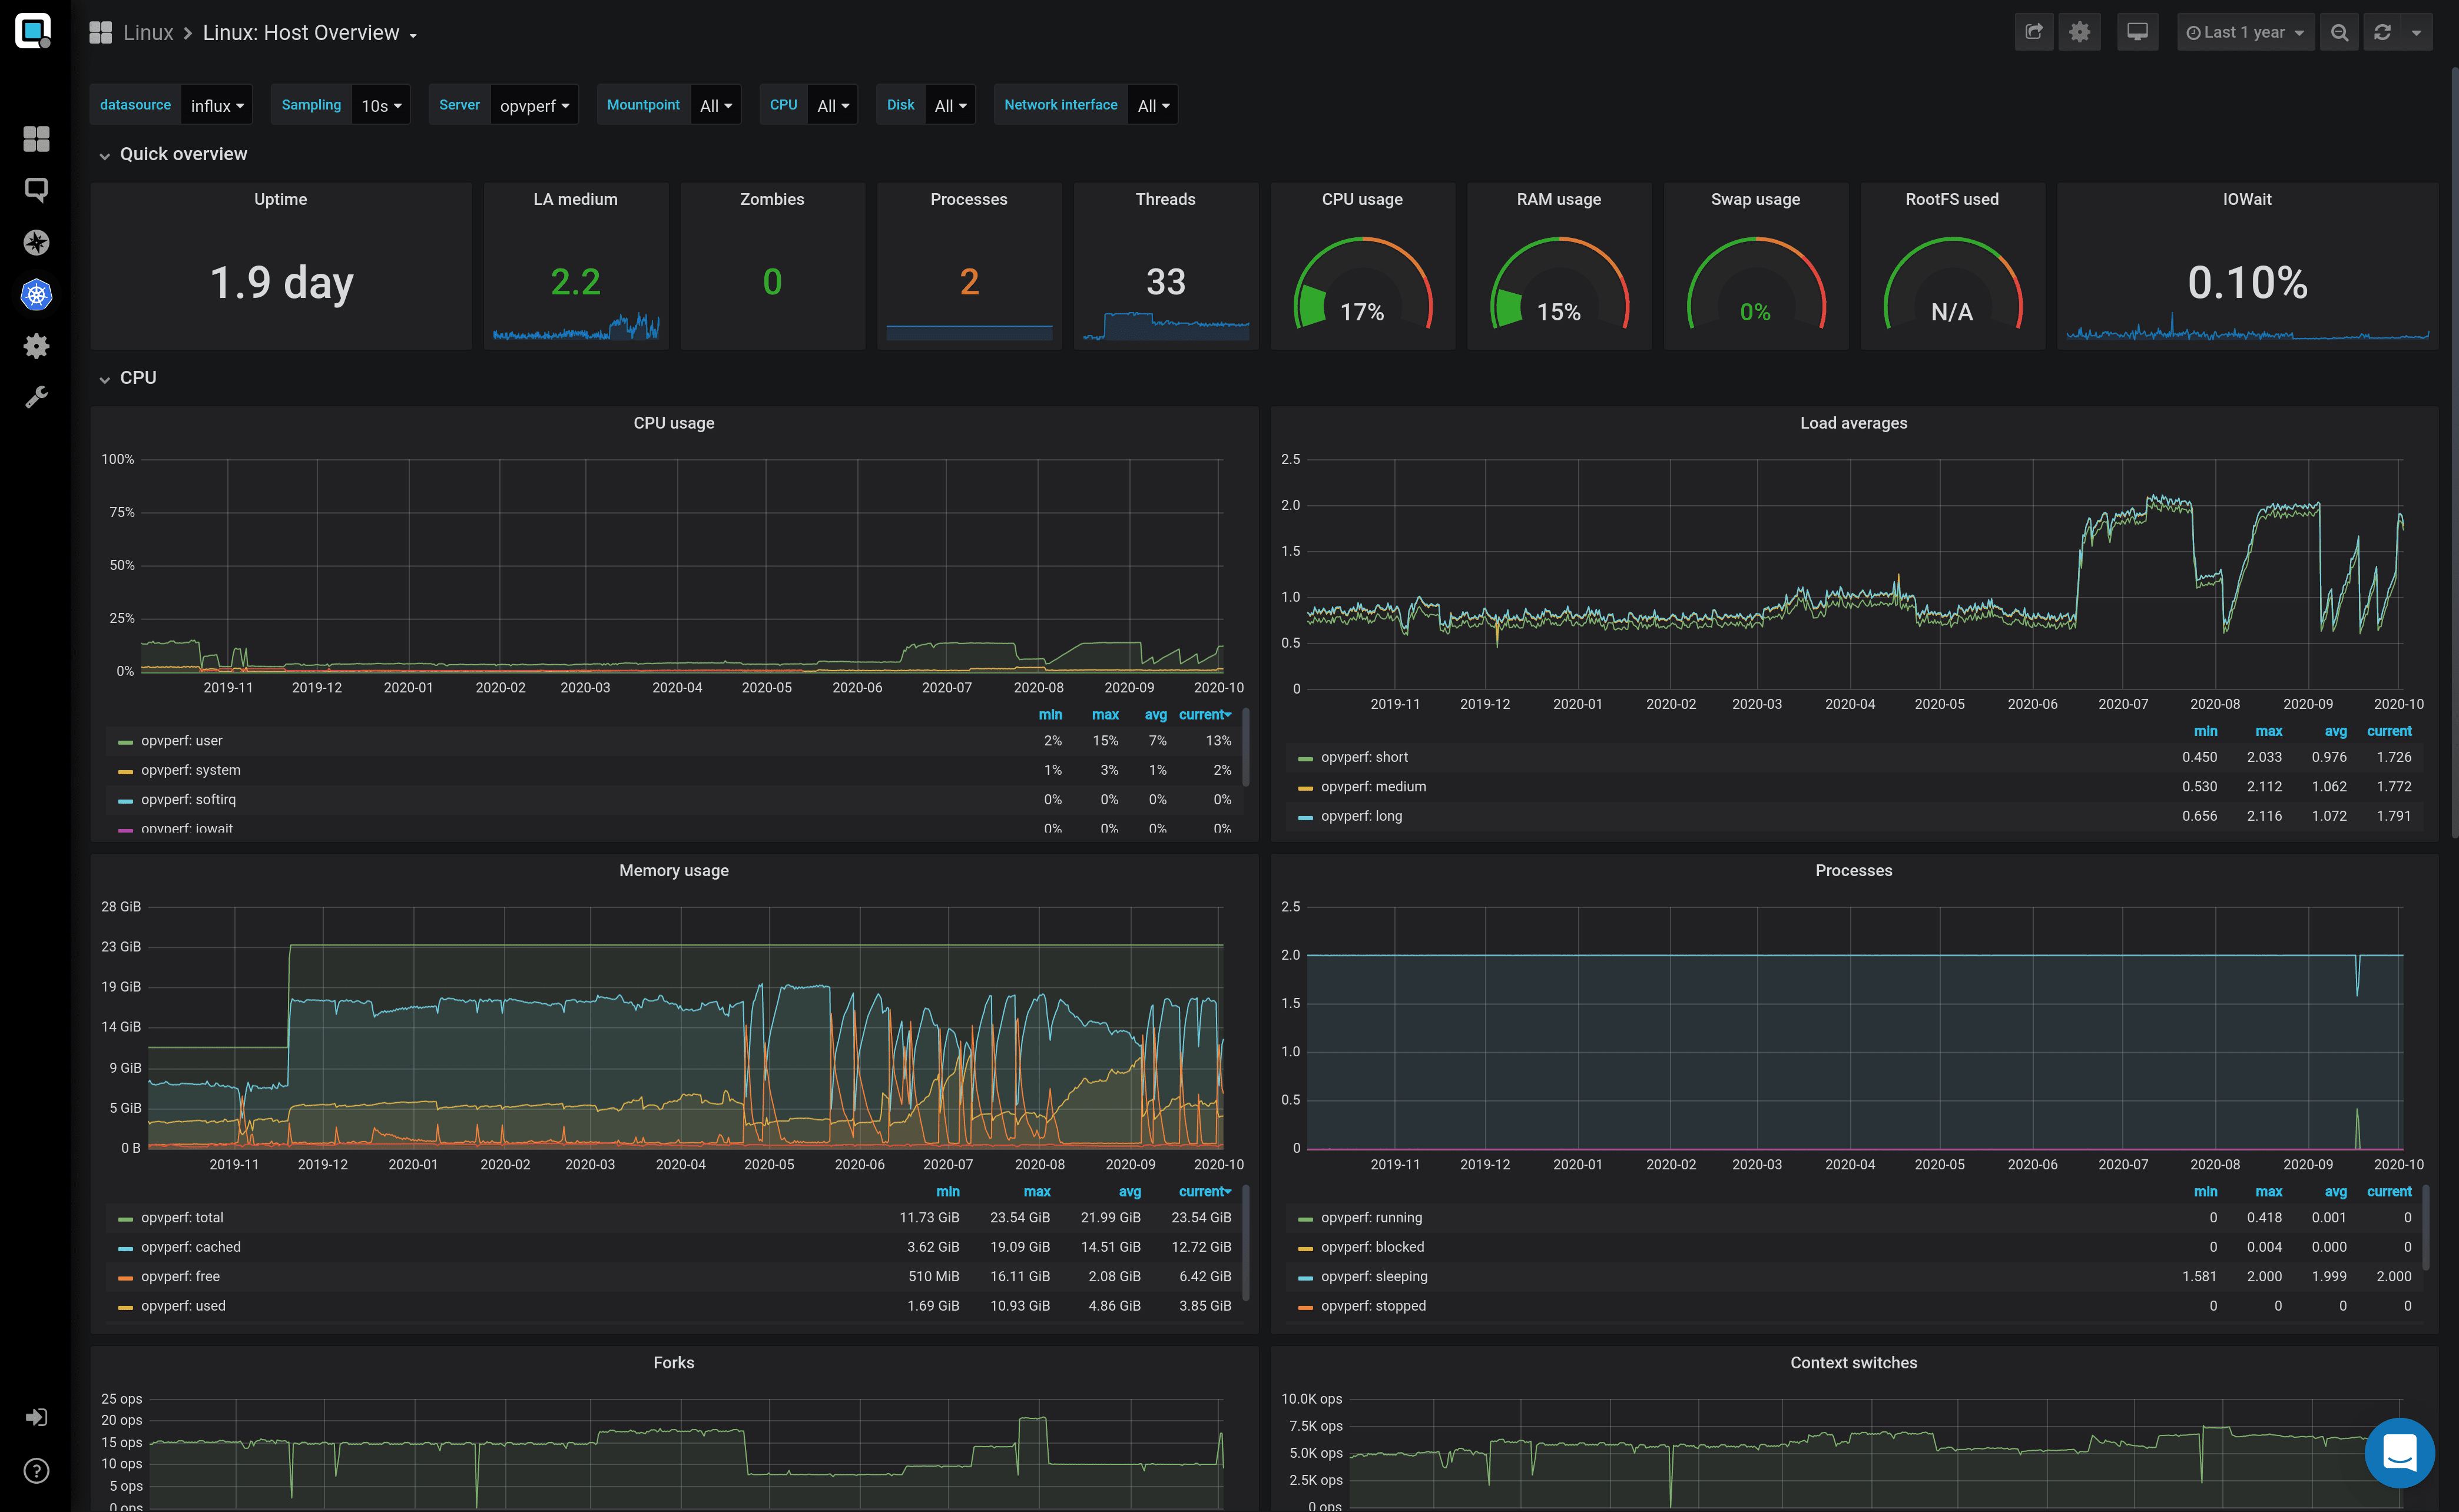 Linux > Linux: Host Overview
Last 1 year
datasource influx Sampling 10s Server opvperf Mountpoint All CPU All Disk All Network interface All
Quick overview
Uptime
1.9 day
LA medium
2.2
Zombies
0
Processes
2
Threads
33
CPU usage
17%
RAM usage
15%
Swap usage
0%
RootFS used
N/A
IOWait
0.10%
CPU
CPU usage
100%
75%
50%
25%
0%
2019-11 2019-12 2020-01 2020-02 2020-03 2020-04 2020-05 2020-06 2020-07 2020-08 2020-09 2020-10
min max avg current
opvperf: user 2% 15% 7% 13%
opvperf: system 1% 3% 1% 2%
opvperf: softirq 0% 0% 0% 0%
opvperf: iowait 0% 0% 0% 0%
Load averages
2.5
2.0
1.5
1.0
0.5
0
2019-11 2019-12 2020-01 2020-02 2020-03 2020-04 2020-05 2020-06 2020-07 2020-08 2020-09 2020-10
min max avg current
opvperf: short 0.450 2.033 0.976 1.726
opvperf: medium 0.530 2.112 1.062 1.772
opvperf: long 0.656 2.116 1.072 1.791
Memory usage
28 GiB
23 GiB
19 GiB
14 GiB
9 GiB
5 GiB
0 B
2019-11 2019-12 2020-01 2020-02 2020-03 2020-04 2020-05 2020-06 2020-07 2020-08 2020-09 2020-10
min max avg current
opvperf: total 11.73 GiB 23.54 GiB 21.99 GiB 23.54 GiB
opvperf: cached 3.62 GiB 19.09 GiB 14.51 GiB 12.72 GiB
opvperf: free 510 MiB 16.11 GiB 2.08 GiB 6.42 GiB
opvperf: used 1.69 GiB 10.93 GiB 4.86 GiB 3.85 GiB
Processes
2.5
2.0
1.5
1.0
0.5
0
2019-11 2019-12 2020-01 2020-02 2020-03 2020-04 2020-05 2020-06 2020-07 2020-08 2020-09 2020-10
min max avg current
opvperf: running 0 0.418 0.001 0
opvperf: blocked 0 0.004 0.000 0
opvperf: sleeping 1.581 2.000 1.999 2.000
opvperf: stopped 0 0 0 0
Forks
25 ops
20 ops
15 ops
10 ops
5 ops
0 ops
Context switches
10.0K ops
7.5K ops
5.0K ops
2.5K ops
0 ops